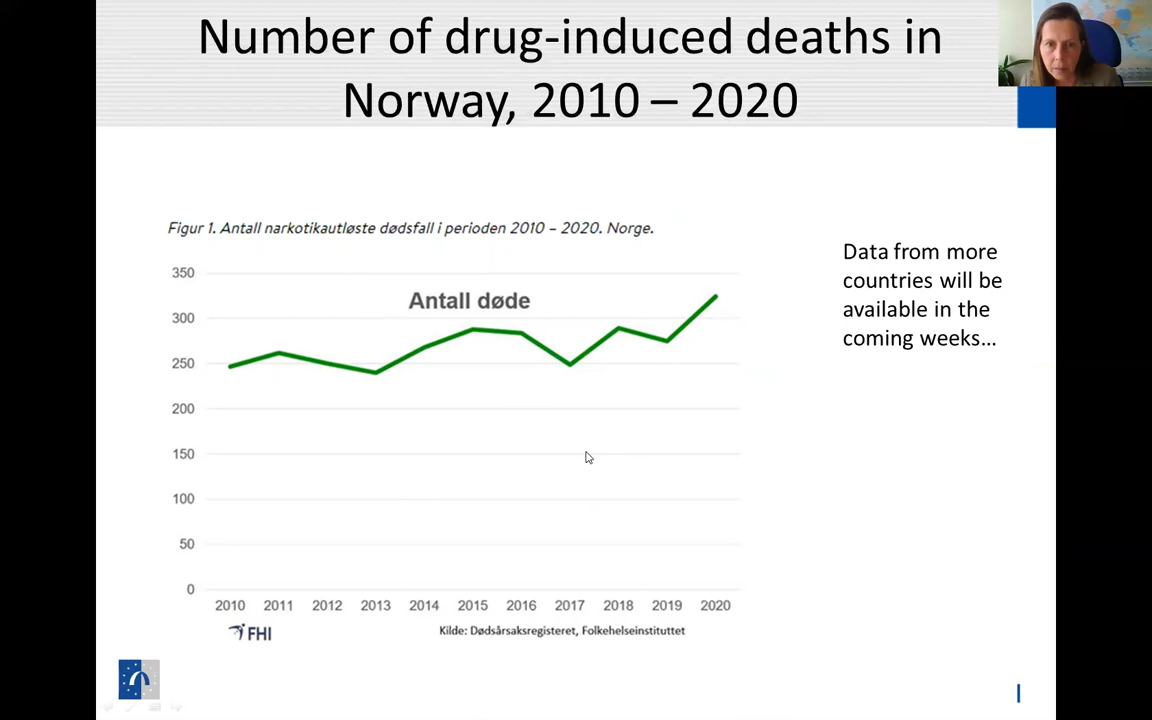 Number of drug-induced deaths in
Norway, 2010 – 2020
Figur 1. Antall narkotikautløste dødsfall i perioden 2010 – 2020. Norge.
Data from more
countries will be
available in the
coming weeks...
Antall døde
350
300
250
200
150
100
50
0
2010 2011 2012 2013 2014 2015 2016 2017 2018 2019 2020
FHI
Kilde: Dødsårsaksregisteret, Folkehelseinstituttet